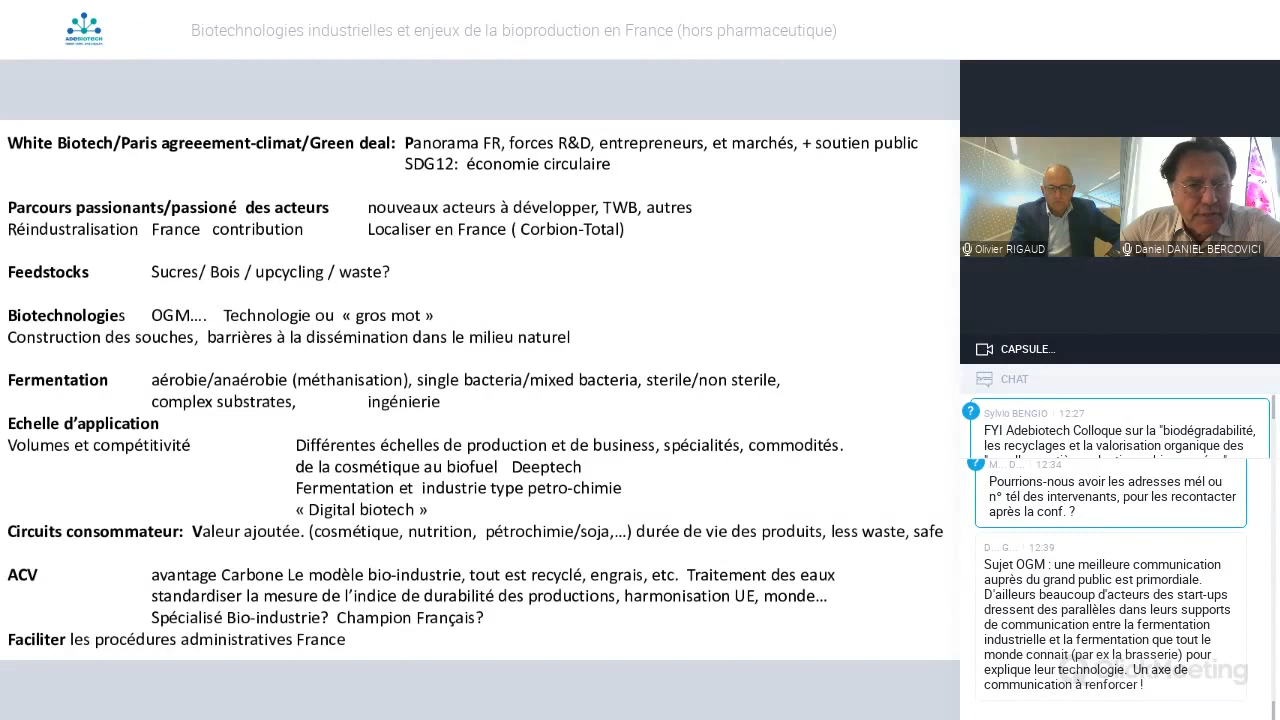 ADEBIOTECH
Biotechnologies industrielles et enjeux de la bioproduction en France (hors pharmaceutique)
White Biotech/Paris agreeement-climat/Green deal: Panorama FR, forces R&D, entrepreneurs, et marchés, + soutien public
SDG12: économie circulaire
Parcours passionants/passioné des acteurs nouveaux acteurs à développer, TWB, autres
Réindustralisation France contribution Localiser en France ( Corbion-Total)
Feedstocks Sucres/ Bois / upcycling / waste?
Biotechnologies OGM.... Technologie ou « gros mot »
Construction des souches, barrières à la dissémination dans le milieu naturel
Fermentation aérobie/anaérobie (méthanisation), single bacteria/mixed bacteria, sterile/non sterile,
complex substrates, ingénierie
Echelle d'application
Volumes et compétitivité Différentes échelles de production et de business, spécialités, commodités.
de la cosmétique au biofuel Deeptech
Fermentation et industrie type petro-chimie
« Digital biotech »
Circuits consommateur: Valeur ajoutée. (cosmétique, nutrition, pétrochimie/soja,...) durée de vie des produits, less waste, safe
ACV avantage Carbone Le modèle bio-industrie, tout est recyclé, engrais, etc. Traitement des eaux
standardiser la mesure de l'indice de durabilité des productions, harmonisation UE, monde...
Spécialisé Bio-industrie? Champion Français?
Faciliter les procédures administratives France
Olivier RIGAUD
Daniel DANIEL BERCOVICI
CAPSULE...
CHAT
? Sylvio BENGIO 12:27
FYI Adebiotech Colloque sur la "biodégradabilité,
les recyclages et la valorisation organique des
? M... D... 12:34
Pourrions-nous avoir les adresses mél ou
n° tél des intervenants, pour les recontacter
après la conf. ?
D... G... 12:39
Sujet OGM : une meilleure communication
auprès du grand public est primordiale.
D'ailleurs beaucoup d'acteurs des start-ups
dressent des parallèles dans leurs supports
de communication entre la fermentation
industrielle et la fermentation que tout le
monde connait (par ex la brasserie) pour
explique leur technologie. Un axe de
communication à renforcer !
ClickMeeting